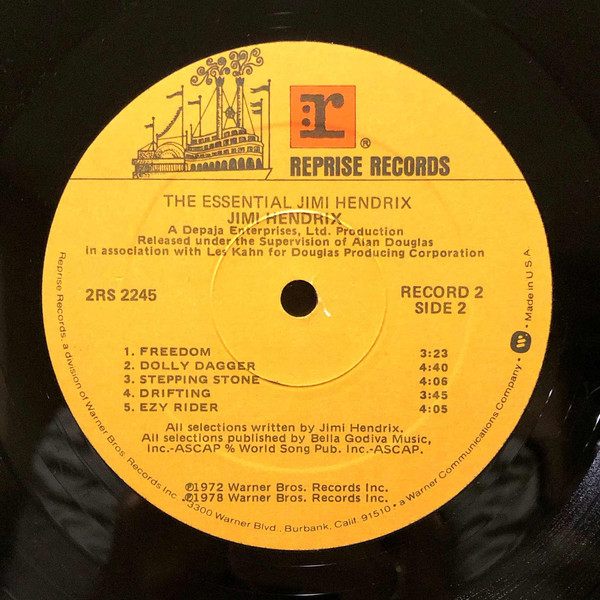 r®
REPRISE RECORDS
THE ESSENTIAL JIMI HENDRIX
JIMI HENDRIX
A Depaja Enterprises, Ltd. Production
Released under the Supervision of Alan Douglas
in association with Les Kahn for Douglas Producing Corporation
2RS 2245
RECORD 2
SIDE 2
1. FREEDOM 3:23
2. DOLLY DAGGER 4:40
3. STEPPING STONE 4:06
4. DRIFTING 3:45
5. EZY RIDER 4:05
All selections written by Jimi Hendrix.
All selections published by Bella Godiva Music,
Inc.-ASCAP % World Song Pub. Inc.-ASCAP.
℗1972 Warner Bros. Records Inc.
℗1978 Warner Bros. Records Inc.
Reprise Records, a division of Warner Bros. Records Inc. • 3300 Warner Blvd., Burbank, Calif. 91510 • a Warner Communications Company • W • Made in U.S.A.